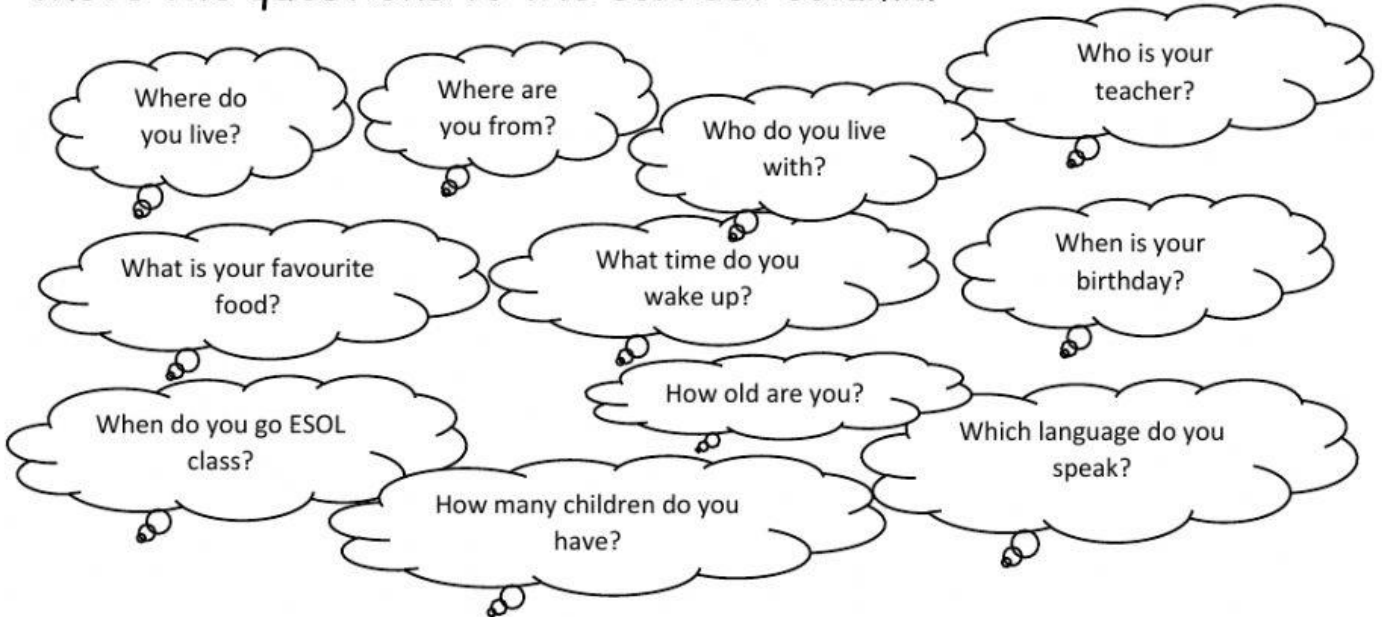 Where do
you live?
Where are
you from?
Who do you live
with?
Who is your
teacher?
What is your favourite
food?
What time do you
wake up?
When is your
birthday?
When do you go ESOL
class?
How old are you?
Which language do you
speak?
How many children do you
have?